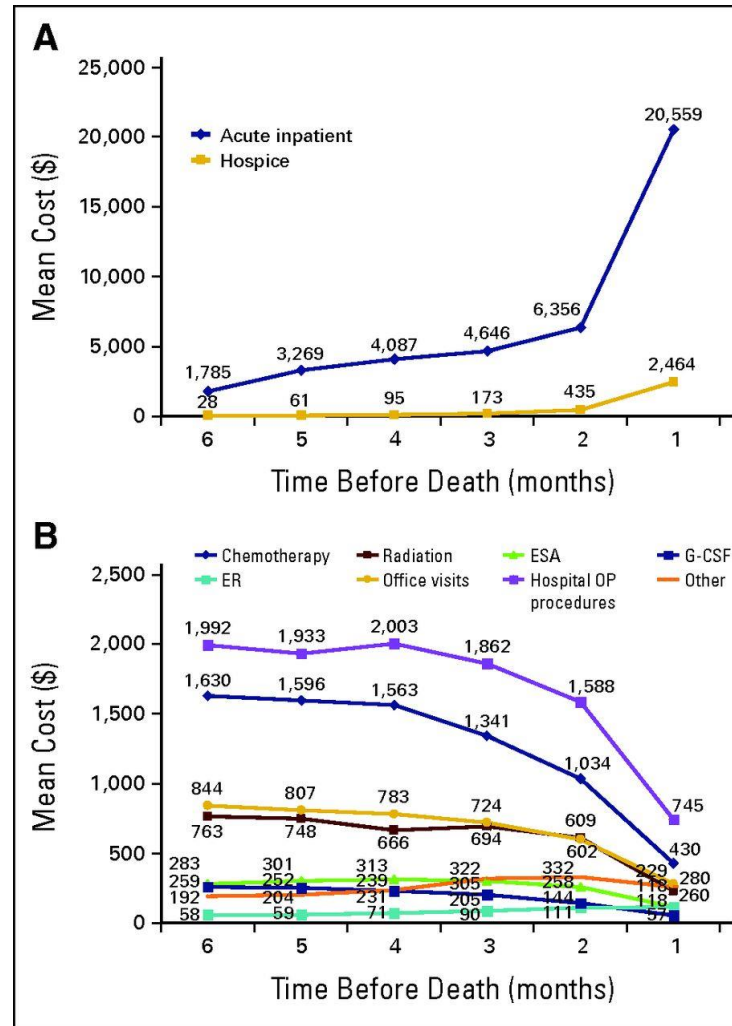 A
25,000
20,000
15,000
10,000
5,000
0
Mean Cost ($)
Acute inpatient
Hospice
20,559
6,356
4,646
4,087
3,269
1,785
2,464
435
173
95
61
28
6 5 4 3 2 1
Time Before Death (months)
B
Chemotherapy Radiation ESA G-CSF
ER Office visits Hospital OP procedures Other
2,500
2,000
1,500
1,000
500
0
Mean Cost ($)
1,992 1,933 2,003 1,862 1,588 745
1,630 1,596 1,563 1,341 1,034 430
844 807 783 724 609 229 280
763 748 666 694 602 260
283 301 313 322 332
259 252 239 305 258 118
192 204 231 205 144
58 59 71 90 111 57
6 5 4 3 2 1
Time Before Death (months)